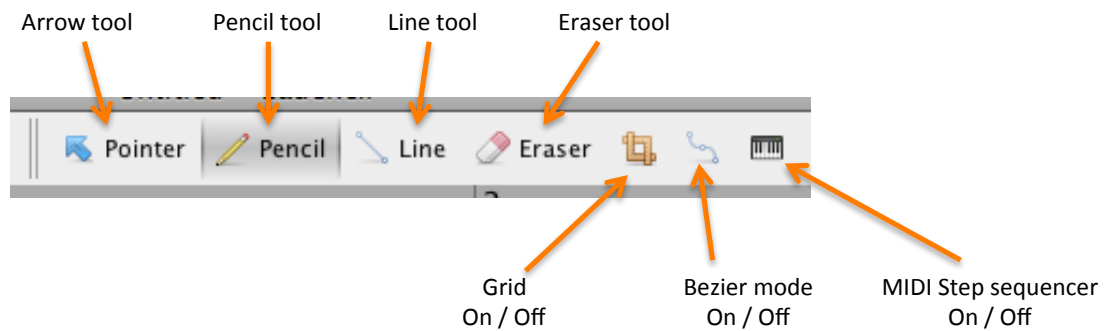 Arrow tool Pencil tool Line tool Eraser tool
Pointer Pencil Line Eraser
Grid Bezier mode MIDI Step sequencer
On / Off On / Off On / Off